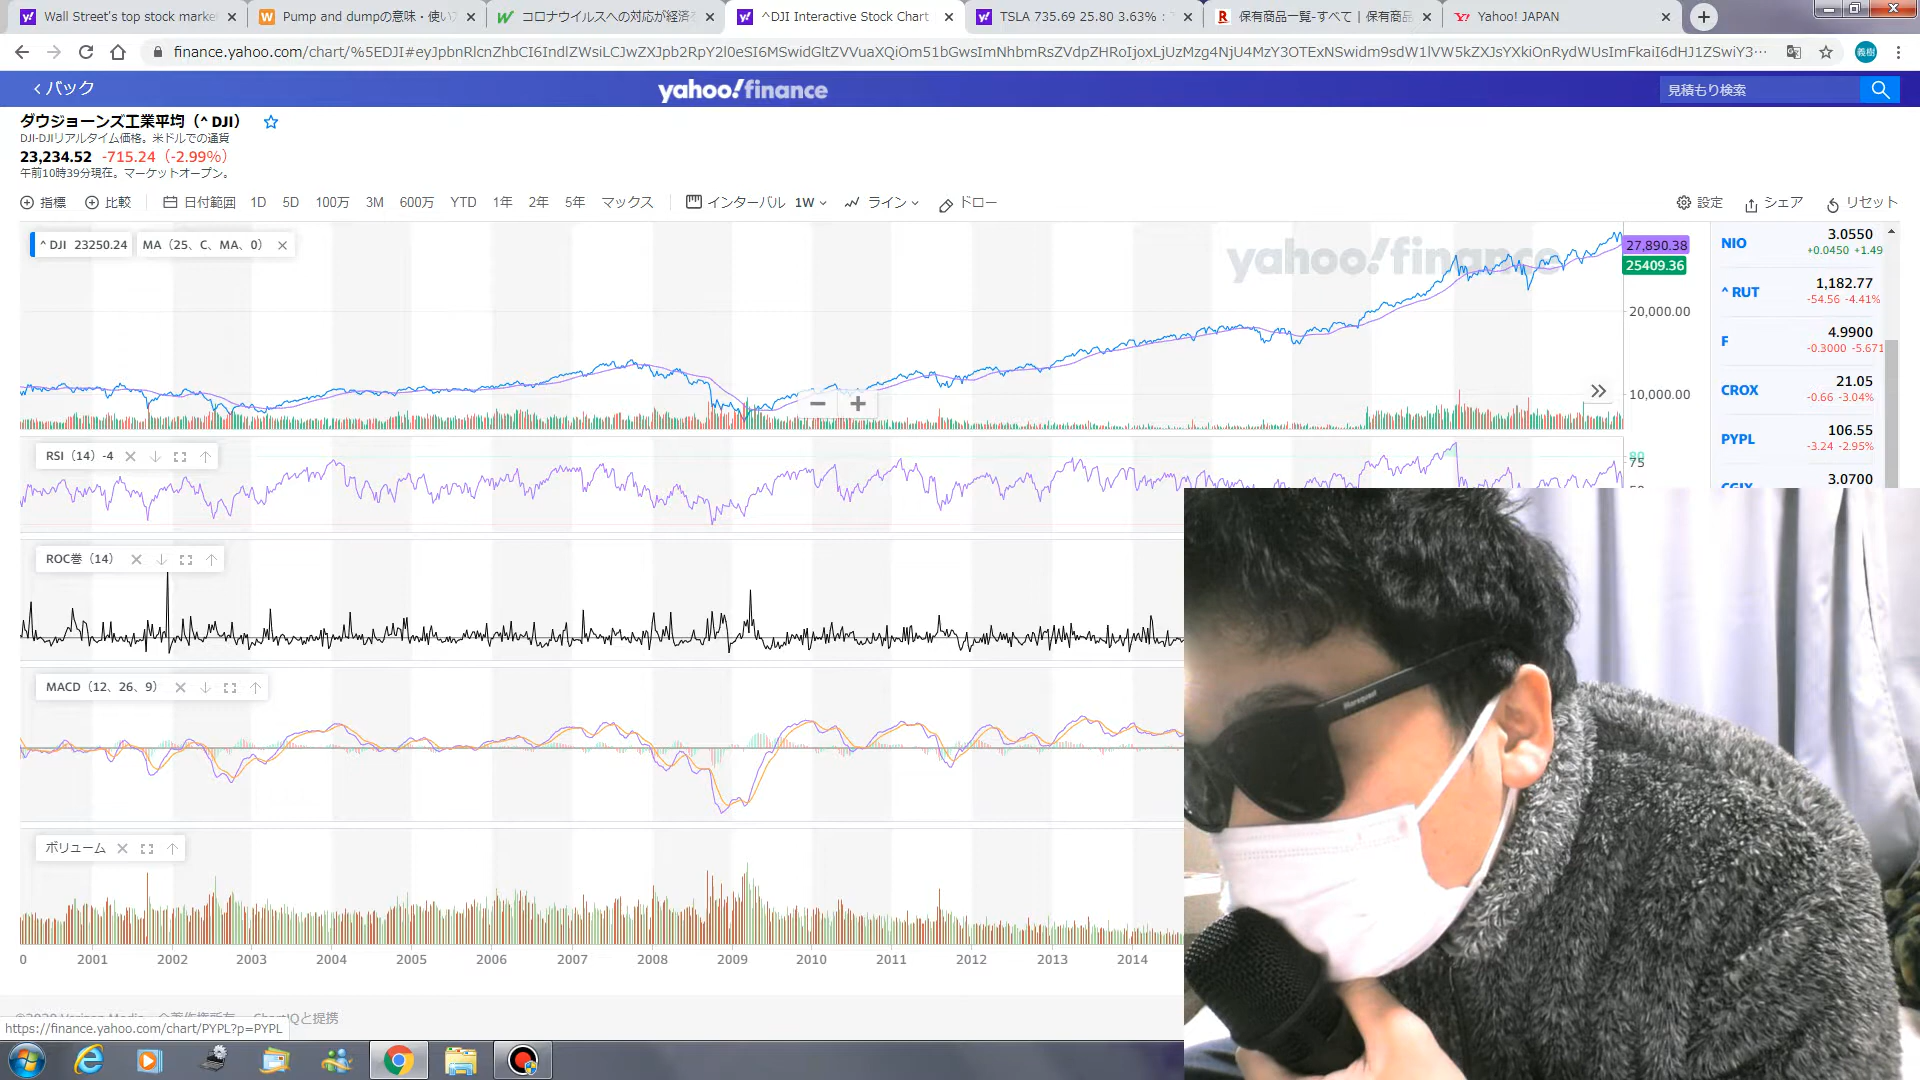 Wall Street's top stock marke
Pump and dumpの意味・使い
コロナウイルスへの対応が経済
^DJI Interactive Stock Chart
TSLA 735.69 25.80 3.63% :
保有商品一覧-すべて | 保有商品
Yahoo! JAPAN
finance.yahoo.com/chart/%5EDJI#eyJpbnRlcnZhbCI6IndlZWsiLCJwZXJpb2RpY2l0eSI6MSwidGltZVVuaXQiOm51bGwsImNhbmRsZVdpZHRoIjoxLjUzMzg4NjU4MzY3OTExNSwidm9sdW1lVW5kZXJsYXkiOnRydWUsImFkaiI6dHJ1ZSwiY3…
義樹
バック
yahoo!finance
見積もり検索
ダウジョーンズ工業平均（^ DJI）
DJI-DJIリアルタイム価格。米ドルでの通貨
23,234.52 -715.24（-2.99%）
午前10時39分現在。マーケットオープン。
指標 比較 日付範囲 1D 5D 100万 3M 600万 YTD 1年 2年 5年 マックス インターバル 1W ライン ドロー 設定 シェア リセット
^ DJI 23250.24 MA（25、C、MA、0）
yahoo!finance
27,890.38
25409.36
20,000.00
10,000.00
NIO 3.0550
+0.0450 +1.49
^ RUT 1,182.77
-54.56 -4.41%
F 4.9900
-0.3000 -5.671
CROX 21.05
-0.66 -3.04%
PYPL 106.55
-3.24 -2.95%
3.0700
RSI（14）-4
80
75
ROC巻（14）
MACD（12、26、9）
ボリューム
0 2001 2002 2003 2004 2005 2006 2007 2008 2009 2010 2011 2012 2013 2014
https://finance.yahoo.com/chart/PYPL?p=PYPL